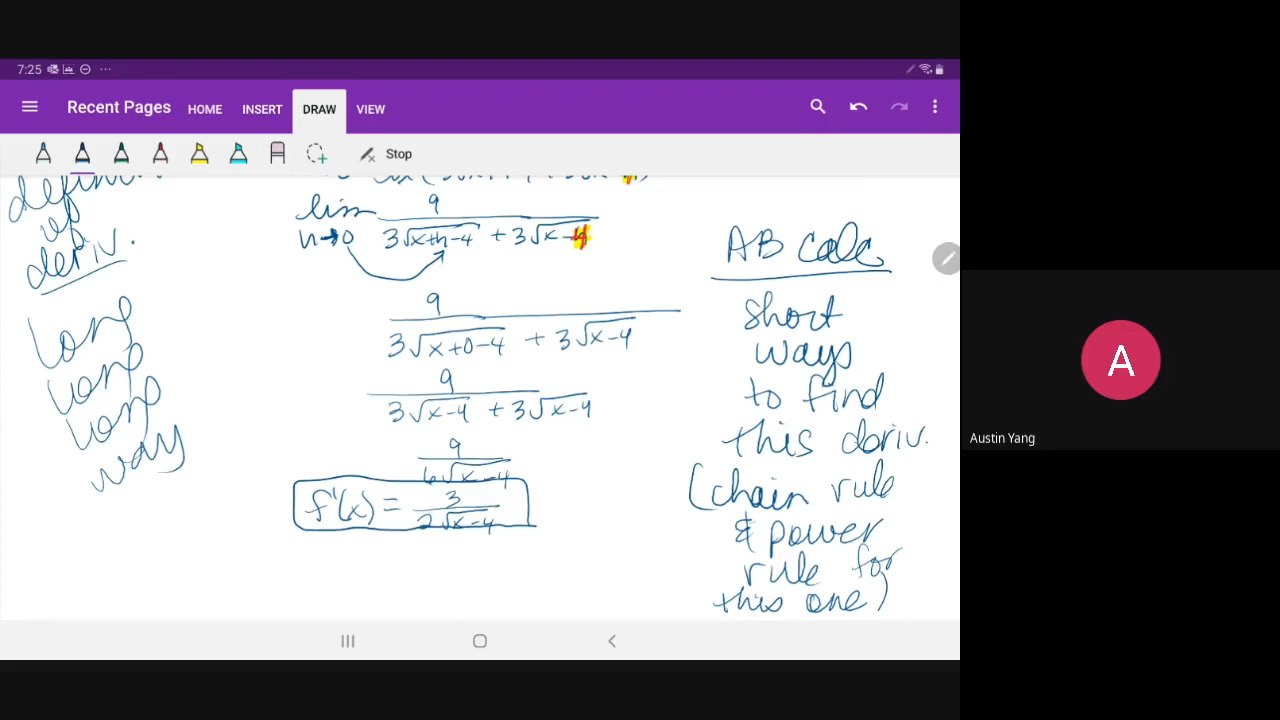 7:25
Recent Pages HOME INSERT DRAW VIEW
Stop
of
deriv.
long
long
long
way
lim 9
h→0 3√x+h-4 + 3√x-4
9
3√x+0-4 + 3√x-4
9
3√x-4 + 3√x-4
9
6√x-4
f'(x) = 3
2√x-4
AB calc
short
ways
to find
this deriv.
(chain rule
& power
rule for
this one)
A
Austin Yang